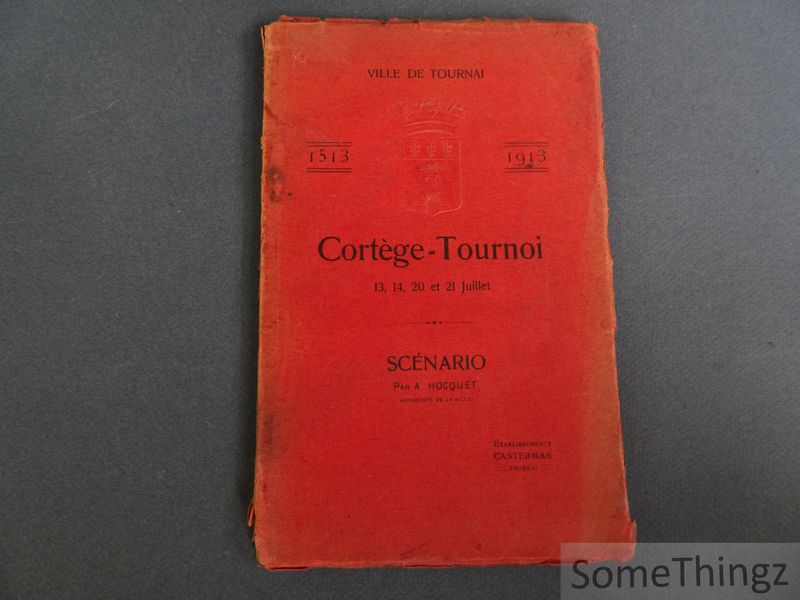 VILLE DE TOURNAI
1513 1913
Cortège-Tournoi
13, 14, 20 et 21 Juillet
SCÉNARIO
PAR A. HOCQUET
ARCHIVISTE DE LA VILLE
ÉTABLISSEMENTS
CASTERMAN
TOURNAI
SomeThingz